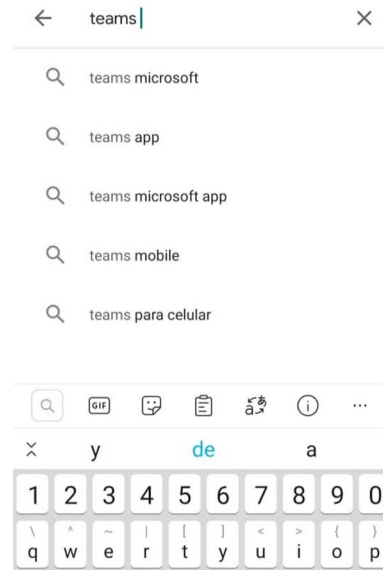 teams
teams microsoft
teams app
teams microsoft app
teams mobile
teams para celular
GIF
y de a
1 2 3 4 5 6 7 8 9 0
\ ^ ~ | [ ] < > { }
q w e r t y u i o p